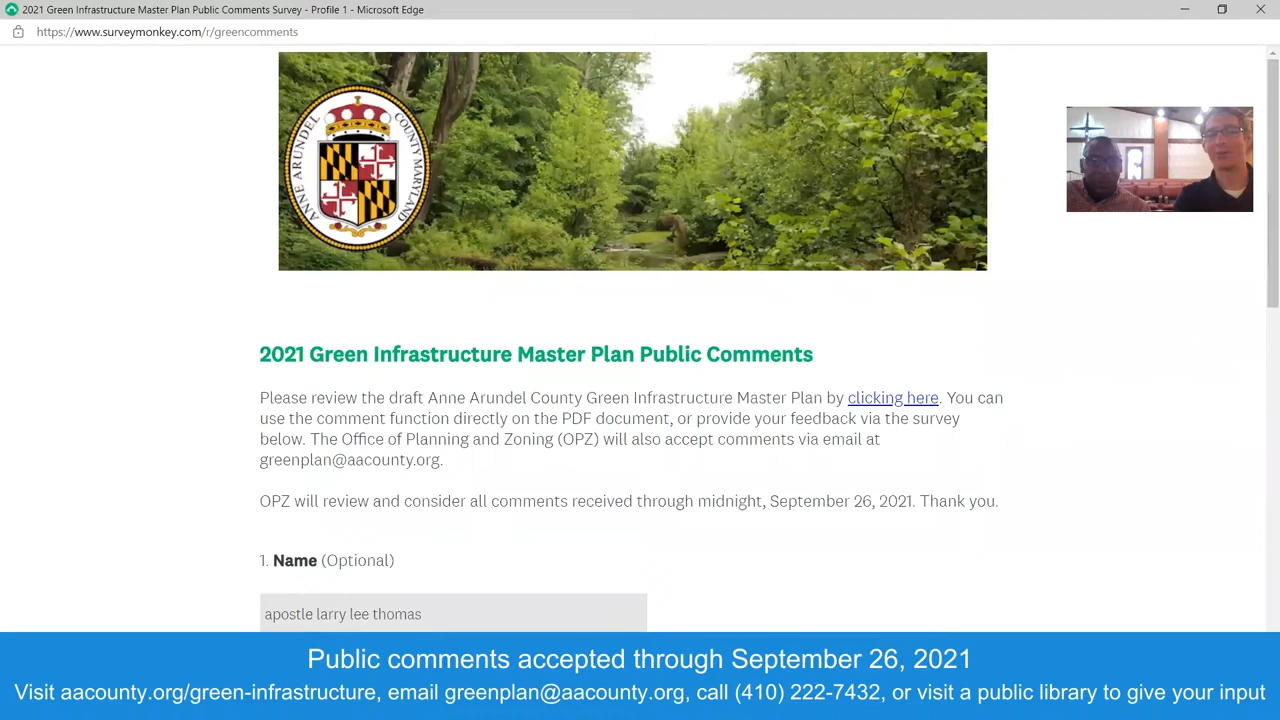 2021 Green Infrastructure Master Plan Public Comments Survey - Profile 1 - Microsoft Edge
https://www.surveymonkey.com/r/greencomments
ANNE ARUNDEL COUNTY MARYLAND
2021 Green Infrastructure Master Plan Public Comments
Please review the draft Anne Arundel County Green Infrastructure Master Plan by clicking here. You can
use the comment function directly on the PDF document, or provide your feedback via the survey
below. The Office of Planning and Zoning (OPZ) will also accept comments via email at
greenplan@aacounty.org.
OPZ will review and consider all comments received through midnight, September 26, 2021. Thank you.
1. Name (Optional)
apostle larry lee thomas
Public comments accepted through September 26, 2021
Visit aacounty.org/green-infrastructure, email greenplan@aacounty.org, call (410) 222-7432, or visit a public library to give your input